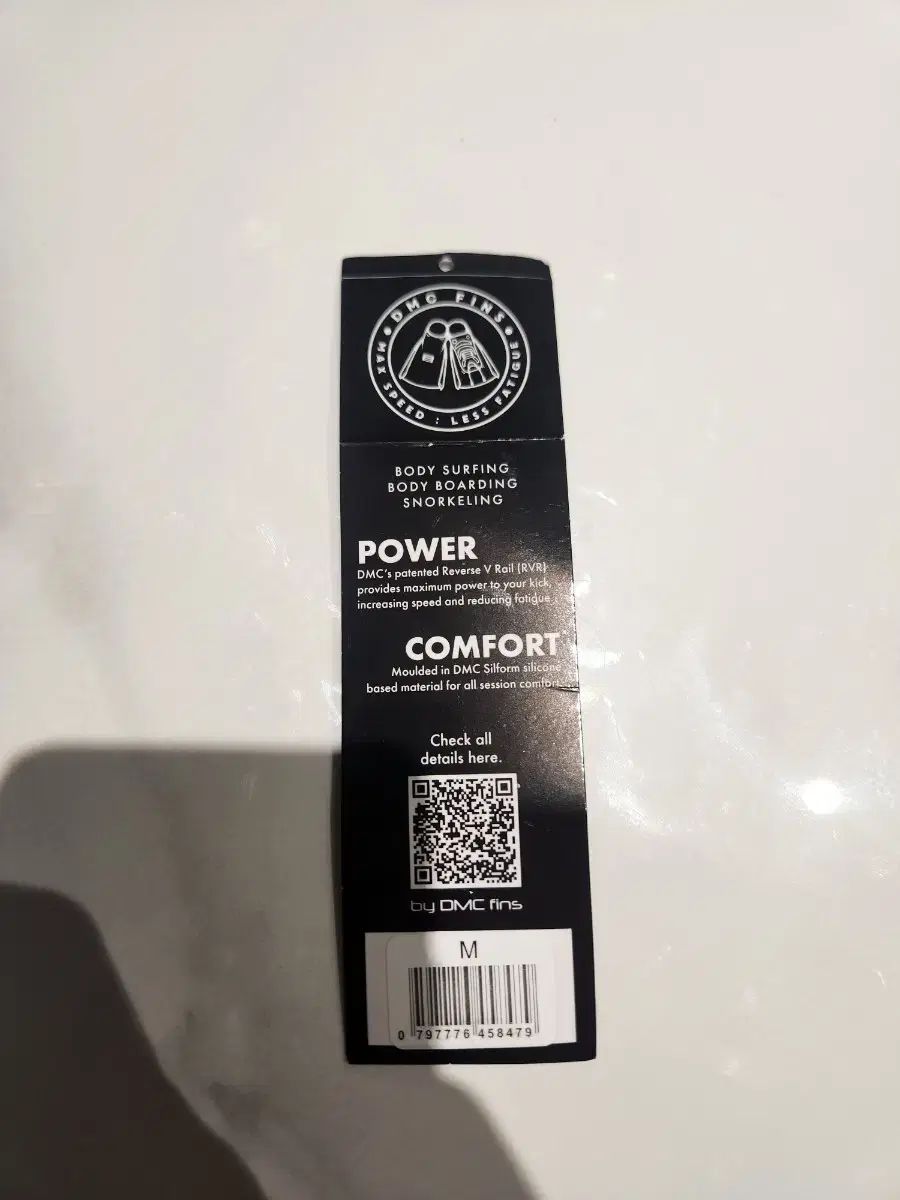 DMC FINS
MAX SPEED : LESS FATIGUE
BODY SURFING
BODY BOARDING
SNORKELING
POWER
DMC's patented Reverse V Rail (RVR)
provides maximum power to your kick,
increasing speed and reducing fatigue.
COMFORT
Moulded in DMC Silform silicone
based material for all session comfort.
Check all
details here.
by DMC fins
M
0 797776 458479